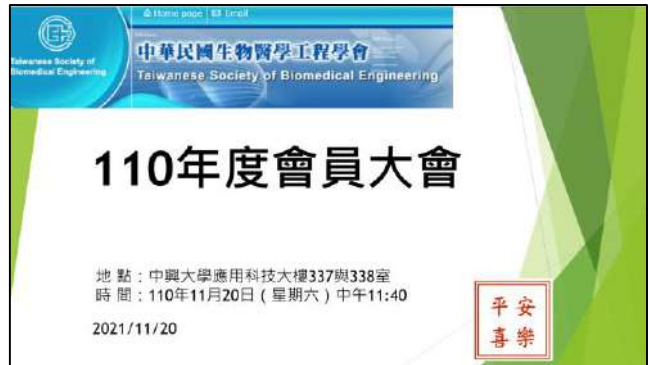 Home page Email
Taiwanese Society of
Biomedical Engineering
中華民國生物醫學工程學會
Taiwanese Society of Biomedical Engineering
110年度會員大會
地 點：中興大學應用科技大樓337與338室
時 間：110年11月20日（星期六）中午11:40
2021/11/20
平安
喜樂